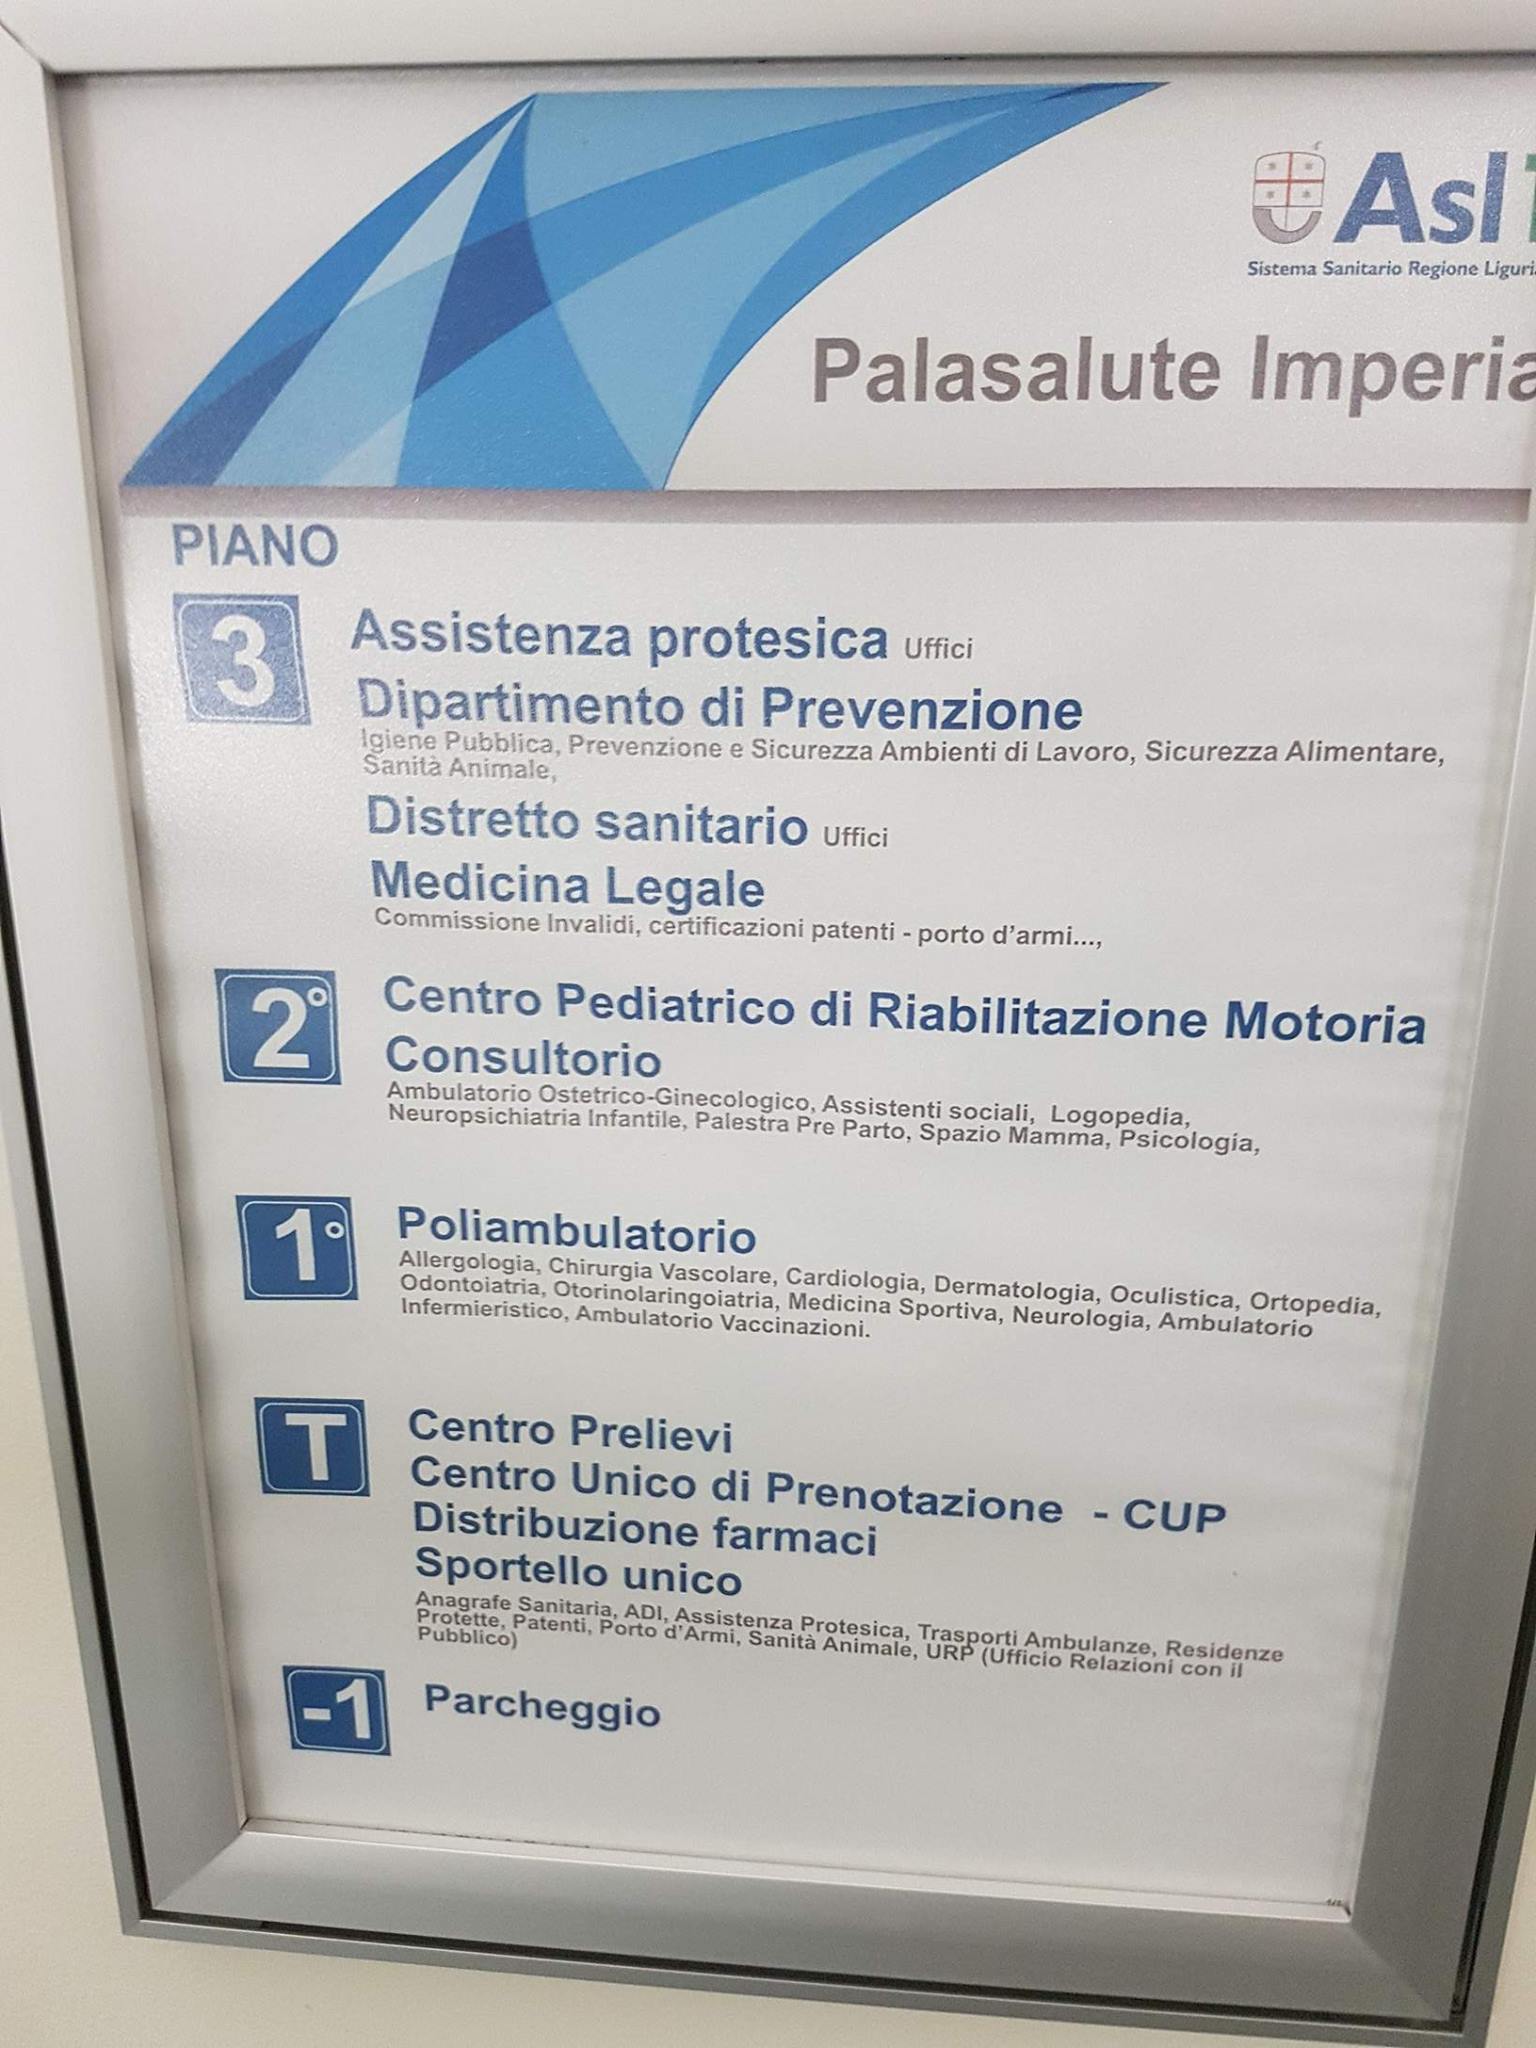 Asl
Sistema Sanitario Regione Liguri
Palasalute Imperia
PIANO
3
Assistenza protesica Uffici
Dipartimento di Prevenzione
Igiene Pubblica, Prevenzione e Sicurezza Ambienti di Lavoro, Sicurezza Alimentare,
Sanità Animale,
Distretto sanitario Uffici
Medicina Legale
Commissione Invalidi, certificazioni patenti - porto d'armi...,
2°
Centro Pediatrico di Riabilitazione Motoria
Consultorio
Ambulatorio Ostetrico-Ginecologico, Assistenti sociali, Logopedia,
Neuropsichiatria Infantile, Palestra Pre Parto, Spazio Mamma, Psicologia,
1°
Poliambulatorio
Allergologia, Chirurgia Vascolare, Cardiologia, Dermatologia, Oculistica, Ortopedia,
Odontoiatria, Otorinolaringoiatria, Medicina Sportiva, Neurologia, Ambulatorio
Infermieristico, Ambulatorio Vaccinazioni.
T
Centro Prelievi
Centro Unico di Prenotazione - CUP
Distribuzione farmaci
Sportello unico
Anagrafe Sanitaria, ADI, Assistenza Protesica, Trasporti Ambulanze, Residenze
Protette, Patenti, Porto d'Armi, Sanità Animale, URP (Ufficio Relazioni con il
Pubblico)
-1
Parcheggio